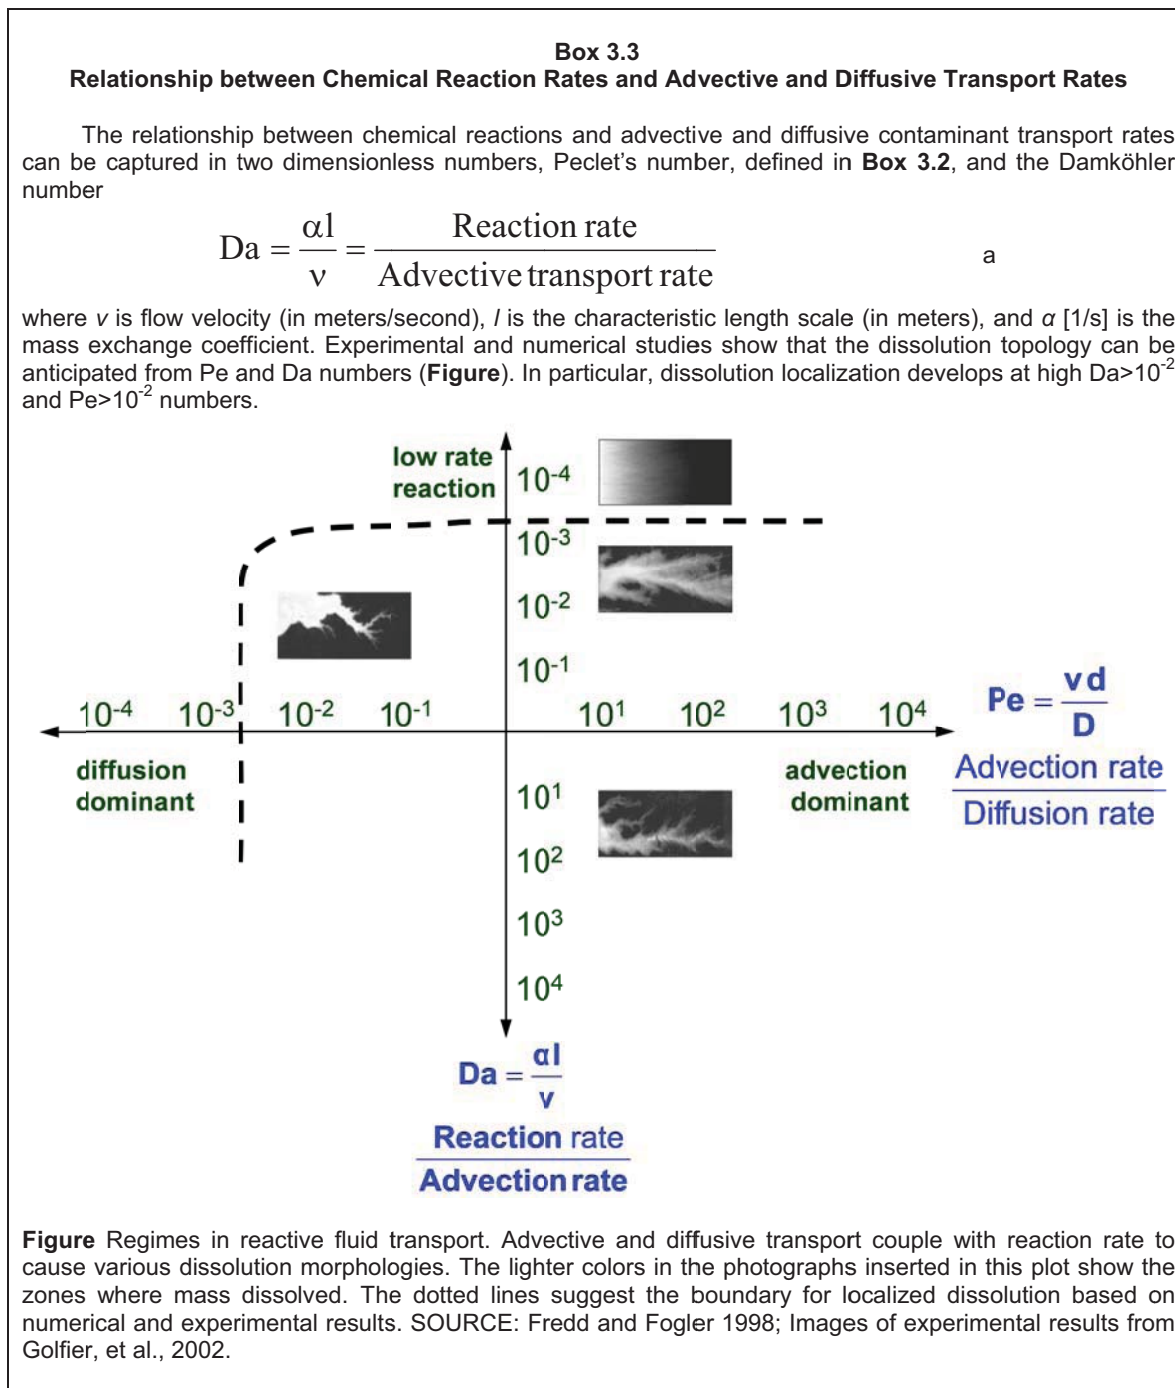 Box 3.3
Relationship between Chemical Reaction Rates and Advective and Diffusive Transport Rates
The relationship between chemical reactions and advective and diffusive contaminant transport rates
can be captured in two dimensionless numbers, Peclet's number, defined in Box 3.2, and the Damköhler
number
Da = αl/ν = Reaction rate/Advective transport rate a
where v is flow velocity (in meters/second), l is the characteristic length scale (in meters), and α [1/s] is the
mass exchange coefficient. Experimental and numerical studies show that the dissolution topology can be
anticipated from Pe and Da numbers (Figure). In particular, dissolution localization develops at high Da>10⁻²
and Pe>10⁻² numbers.
low rate
reaction
10⁻⁴
10⁻³
10⁻²
10⁻¹
10⁻⁴ 10⁻³ 10⁻² 10⁻¹ 10¹ 10² 10³ 10⁴
Pe = v d/D
Advection rate
Diffusion rate
diffusion
dominant
advection
dominant
10¹
10²
10³
10⁴
Da = αl/v
Reaction rate
Advection rate
Figure Regimes in reactive fluid transport. Advective and diffusive transport couple with reaction rate to
cause various dissolution morphologies. The lighter colors in the photographs inserted in this plot show the
zones where mass dissolved. The dotted lines suggest the boundary for localized dissolution based on
numerical and experimental results. SOURCE: Fredd and Fogler 1998; Images of experimental results from
Golfier, et al., 2002.